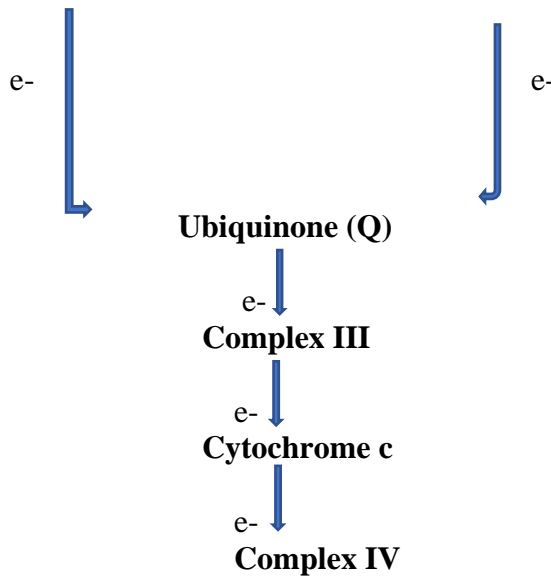 e- e-
Ubiquinone (Q)
e-
Complex III
e-
Cytochrome c
e-
Complex IV